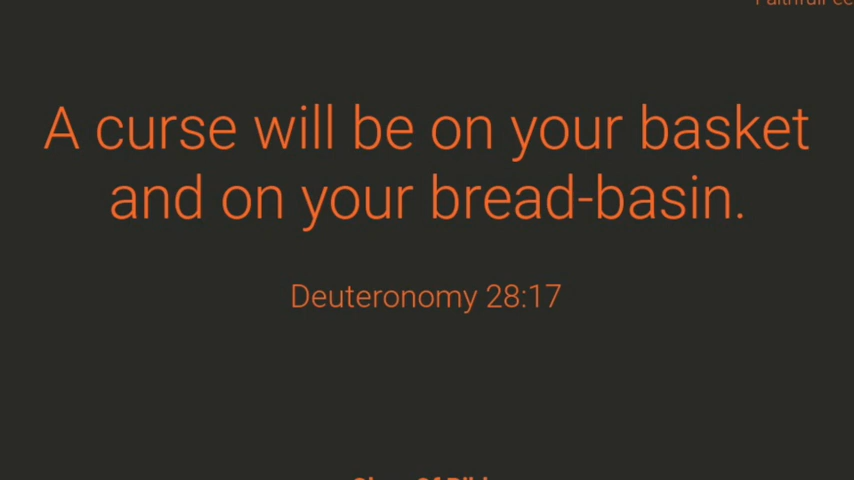 A curse will be on your basket
and on your bread-basin.
Deuteronomy 28:17